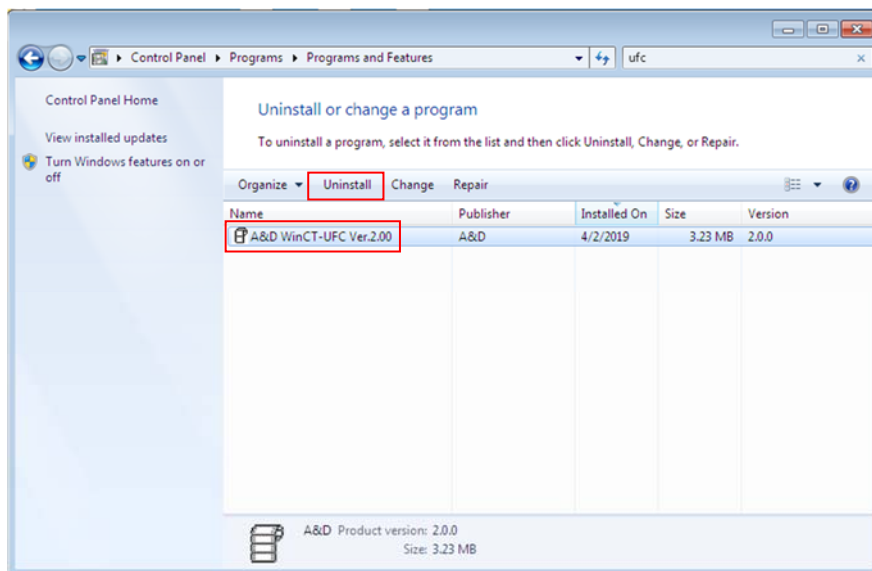 Control Panel Programs Programs and Features ufc
Control Panel Home
View installed updates
Turn Windows features on or
off
Uninstall or change a program
To uninstall a program, select it from the list and then click Uninstall, Change, or Repair.
Organize Uninstall Change Repair
Name Publisher Installed On Size Version
A&D WinCT-UFC Ver.2.00 A&D 4/2/2019 3.23 MB 2.0.0
A&D Product version: 2.0.0
Size: 3.23 MB